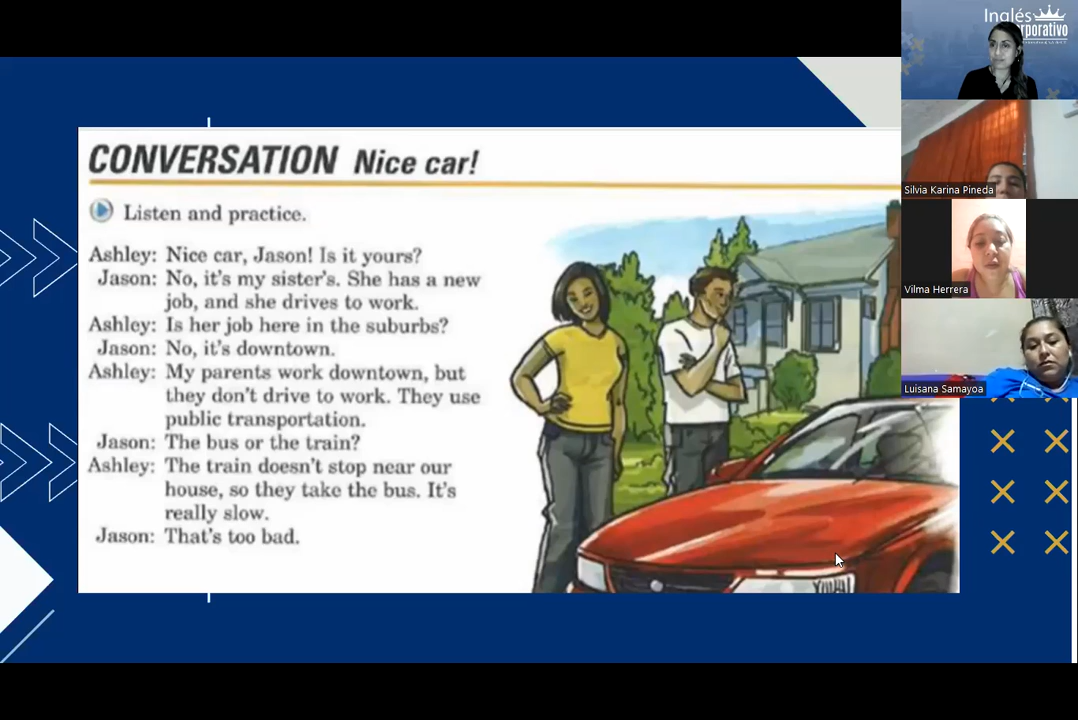 CONVERSATION Nice car!
Listen and practice.
Ashley: Nice car, Jason! Is it yours?
Jason: No, it's my sister's. She has a new
job, and she drives to work.
Ashley: Is her job here in the suburbs?
Jason: No, it's downtown.
Ashley: My parents work downtown, but
they don't drive to work. They use
public transportation.
Jason: The bus or the train?
Ashley: The train doesn't stop near our
house, so they take the bus. It's
really slow.
Jason: That's too bad.
Inglés
Silvia Karina Pineda
Vilma Herrera
Luisana Samayoa